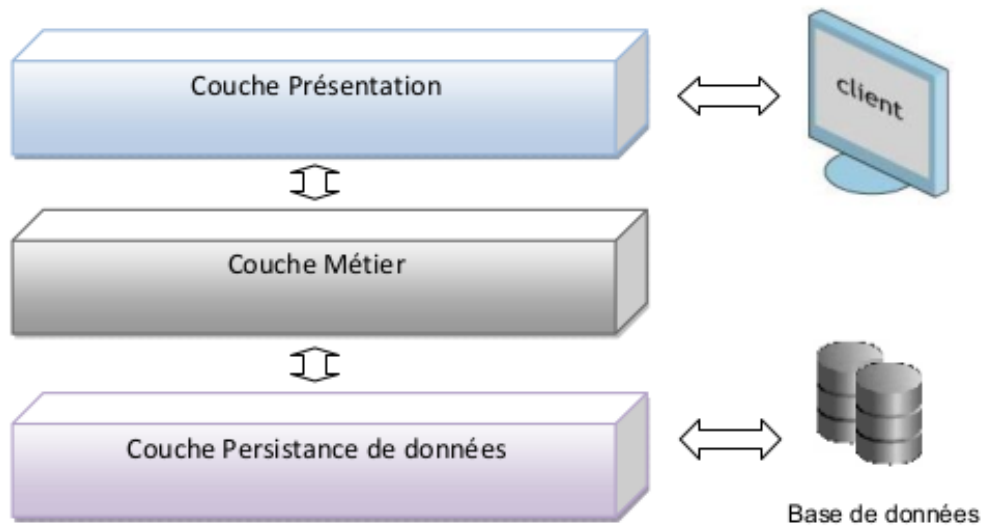 Couche Présentation
client
Couche Métier
Couche Persistance de données
Base de données